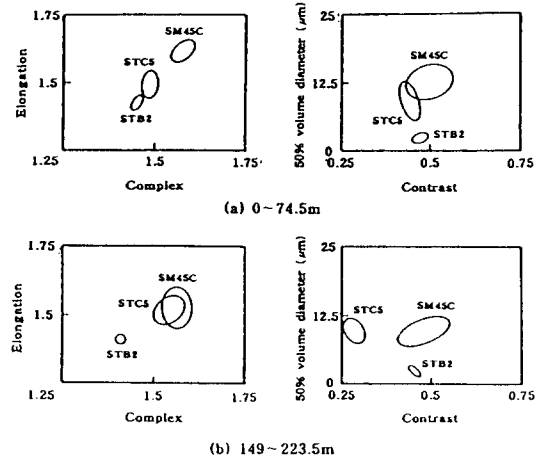 1.75
Elongation
1.5
1.25
SM45C
STC5
STB2
1.5
1.75
Complex
25
50% volume diameter (μm)
12.5
0
SM45C
STC5
STB2
0.25
0.5
0.75
Contrast
(a) 0~74.5m
1.75
Elongation
1.5
1.25
STC5
SM45C
STB2
1.5
1.75
Complex
25
50% volume diameter (μm)
12.5
0
STC5
SM45C
STB2
0.25
0.5
0.75
Contrast
(b) 149~223.5m